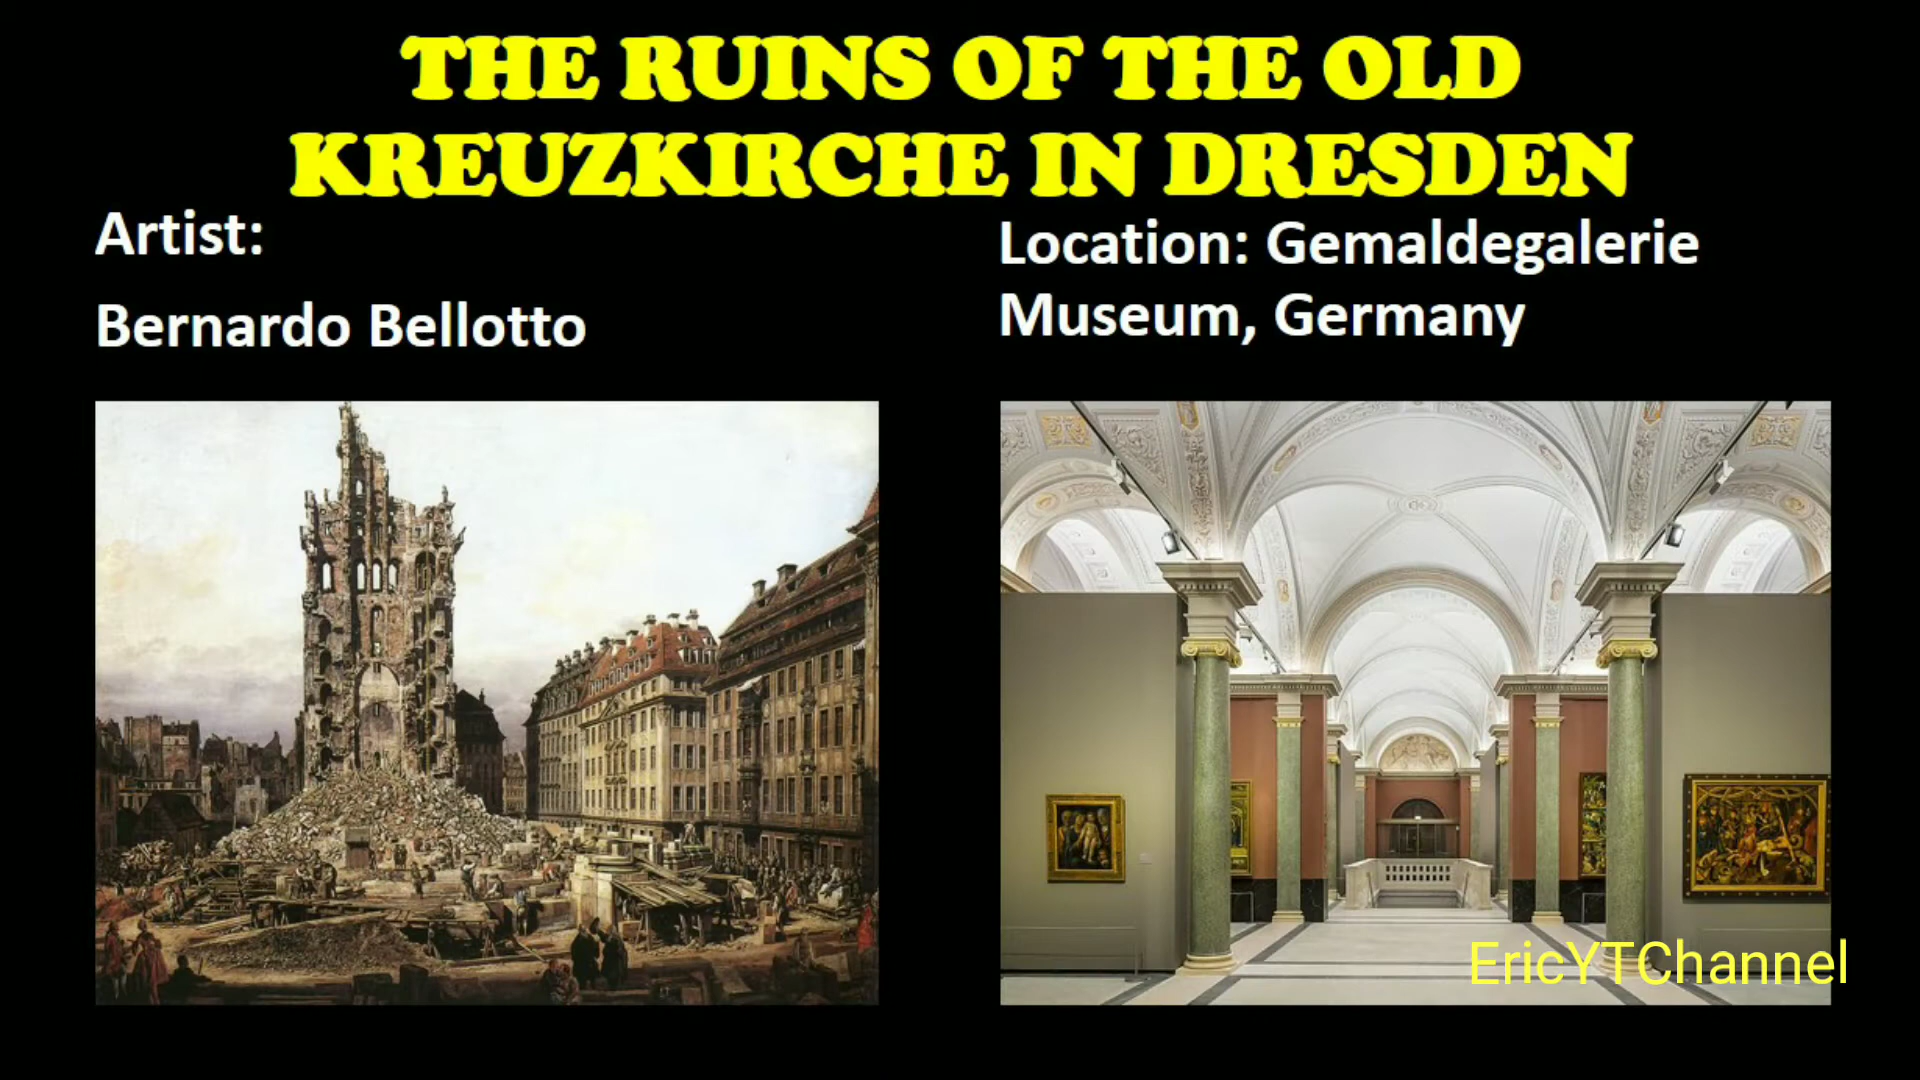 THE RUINS OF THE OLD
KREUZKIRCHE IN DRESDEN
Artist:
Bernardo Bellotto
Location: Gemaldegalerie
Museum, Germany
EricYTChannel